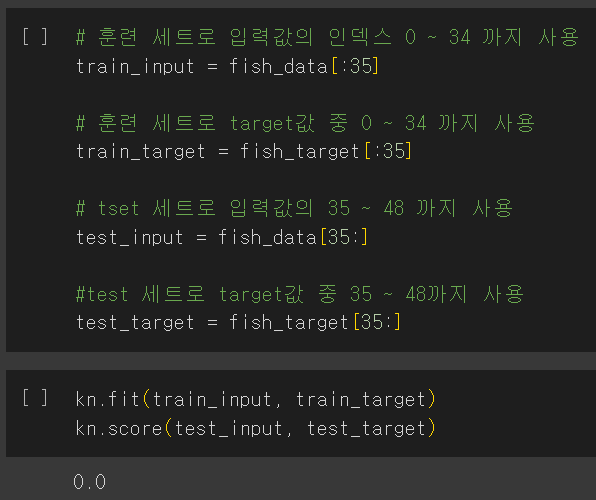 [ ] # 훈련 세트로 입력값의 인덱스 0 ~ 34 까지 사용
train_input = fish_data[:35]
# 훈련 세트로 target값 중 0 ~ 34 까지 사용
train_target = fish_target[:35]
# tset 세트로 입력값의 35 ~ 48 까지 사용
test_input = fish_data[35:]
#test 세트로 target값 중 35 ~ 48까지 사용
test_target = fish_target[35:]
[ ] kn.fit(train_input, train_target)
kn.score(test_input, test_target)
0.0